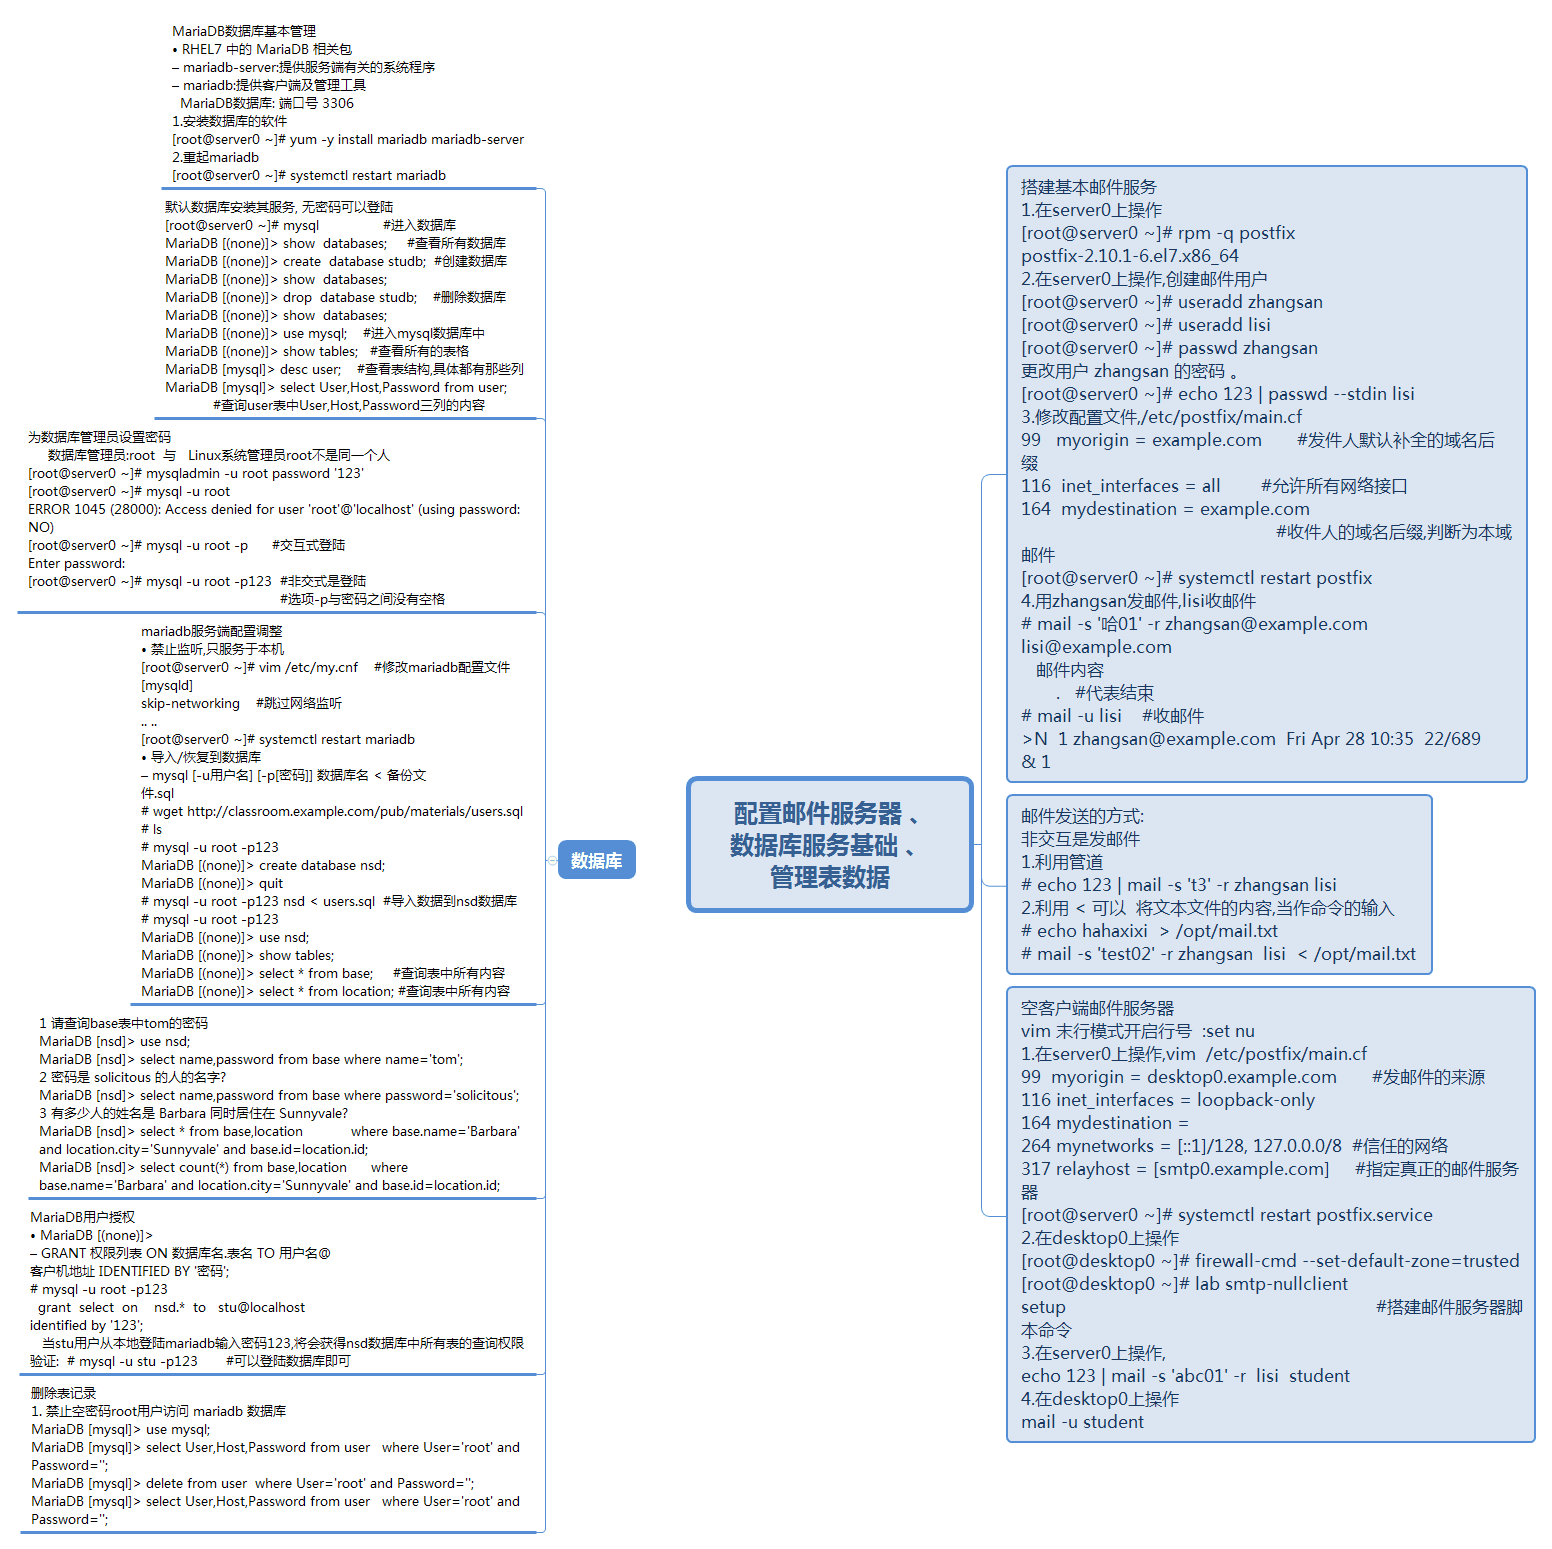 MariaDB数据库基本管理
• RHEL7 中的 MariaDB 相关包
– mariadb-server:提供服务端有关的系统程序
– mariadb:提供客户端及管理工具
MariaDB数据库: 端口号 3306
1.安装数据库的软件
[root@server0 ~]# yum -y install mariadb mariadb-server
2.重起mariadb
[root@server0 ~]# systemctl restart mariadb
默认数据库安装其服务, 无密码可以登陆
[root@server0 ~]# mysql #进入数据库
MariaDB [(none)]> show databases; #查看所有数据库
MariaDB [(none)]> create database studb; #创建数据库
MariaDB [(none)]> show databases;
MariaDB [(none)]> drop database studb; #删除数据库
MariaDB [(none)]> show databases;
MariaDB [(none)]> use mysql; #进入mysql数据库中
MariaDB [(none)]> show tables; #查看所有的表格
MariaDB [mysql]> desc user; #查看表结构,具体都有那些列
MariaDB [mysql]> select User,Host,Password from user;
#查询user表中User,Host,Password三列的内容
为数据库管理员设置密码
数据库管理员:root 与 Linux系统管理员root不是同一个人
[root@server0 ~]# mysqladmin -u root password '123'
[root@server0 ~]# mysql -u root
ERROR 1045 (28000): Access denied for user 'root'@'localhost' (using password:
NO)
[root@server0 ~]# mysql -u root -p #交互式登陆
Enter password:
[root@server0 ~]# mysql -u root -p123 #非交式是登陆
#选项-p与密码之间没有空格
mariadb服务端配置调整
• 禁止监听,只服务于本机
[root@server0 ~]# vim /etc/my.cnf #修改mariadb配置文件
[mysqld]
skip-networking #跳过网络监听
.. ..
[root@server0 ~]# systemctl restart mariadb
• 导入/恢复到数据库
– mysql [-u用户名] [-p[密码]] 数据库名 < 备份文
件.sql
# wget http://classroom.example.com/pub/materials/users.sql
# ls
# mysql -u root -p123
MariaDB [(none)]> create database nsd;
MariaDB [(none)]> quit
# mysql -u root -p123 nsd < users.sql #导入数据到nsd数据库
# mysql -u root -p123
MariaDB [(none)]> use nsd;
MariaDB [(none)]> show tables;
MariaDB [(none)]> select * from base; #查询表中所有内容
MariaDB [(none)]> select * from location; #查询表中所有内容
1 请查询base表中tom的密码
MariaDB [nsd]> use nsd;
MariaDB [nsd]> select name,password from base where name='tom';
2 密码是 solicitous 的人的名字?
MariaDB [nsd]> select name,password from base where password='solicitous';
3 有多少人的姓名是 Barbara 同时居住在 Sunnyvale?
MariaDB [nsd]> select * from base,location where base.name='Barbara'
and location.city='Sunnyvale' and base.id=location.id;
MariaDB [nsd]> select count(*) from base,location where
base.name='Barbara' and location.city='Sunnyvale' and base.id=location.id;
MariaDB用户授权
• MariaDB [(none)]>
– GRANT 权限列表 ON 数据库名.表名 TO 用户名@
客户机地址 IDENTIFIED BY '密码';
# mysql -u root -p123
grant select on nsd.* to stu@localhost
identified by '123';
当stu用户从本地登陆mariadb输入密码123,将会获得nsd数据库中所有表的查询权限
验证: # mysql -u stu -p123 #可以登陆数据库即可
删除表记录
1. 禁止空密码root用户访问 mariadb 数据库
MariaDB [mysql]> use mysql;
MariaDB [mysql]> select User,Host,Password from user where User='root' and
Password='';
MariaDB [mysql]> delete from user where User='root' and Password='';
MariaDB [mysql]> select User,Host,Password from user where User='root' and
Password='';
数据库
配置邮件服务器 、
数据库服务基础 、
管理表数据
搭建基本邮件服务
1.在server0上操作
[root@server0 ~]# rpm -q postfix
postfix-2.10.1-6.el7.x86_64
2.在server0上操作,创建邮件用户
[root@server0 ~]# useradd zhangsan
[root@server0 ~]# useradd lisi
[root@server0 ~]# passwd zhangsan
更改用户 zhangsan 的密码 。
[root@server0 ~]# echo 123 | passwd --stdin lisi
3.修改配置文件,/etc/postfix/main.cf
99 myorigin = example.com #发件人默认补全的域名后
缀
116 inet_interfaces = all #允许所有网络接口
164 mydestination = example.com
#收件人的域名后缀,判断为本域
邮件
[root@server0 ~]# systemctl restart postfix
4.用zhangsan发邮件,lisi收邮件
# mail -s '哈01' -r zhangsan@example.com
lisi@example.com
邮件内容
. #代表结束
# mail -u lisi #收邮件
>N 1 zhangsan@example.com Fri Apr 28 10:35 22/689
& 1
邮件发送的方式:
非交互是发邮件
1.利用管道
# echo 123 | mail -s 't3' -r zhangsan lisi
2.利用 < 可以 将文本文件的内容,当作命令的输入
# echo hahaxixi > /opt/mail.txt
# mail -s 'test02' -r zhangsan lisi < /opt/mail.txt
空客户端邮件服务器
vim 末行模式开启行号 :set nu
1.在server0上操作,vim /etc/postfix/main.cf
99 myorigin = desktop0.example.com #发邮件的来源
116 inet_interfaces = loopback-only
164 mydestination =
264 mynetworks = [::1]/128, 127.0.0.0/8 #信任的网络
317 relayhost = [smtp0.example.com] #指定真正的邮件服务
器
[root@server0 ~]# systemctl restart postfix.service
2.在desktop0上操作
[root@desktop0 ~]# firewall-cmd --set-default-zone=trusted
[root@desktop0 ~]# lab smtp-nullclient
setup #搭建邮件服务器脚
本命令
3.在server0上操作,
echo 123 | mail -s 'abc01' -r lisi student
4.在desktop0上操作
mail -u student